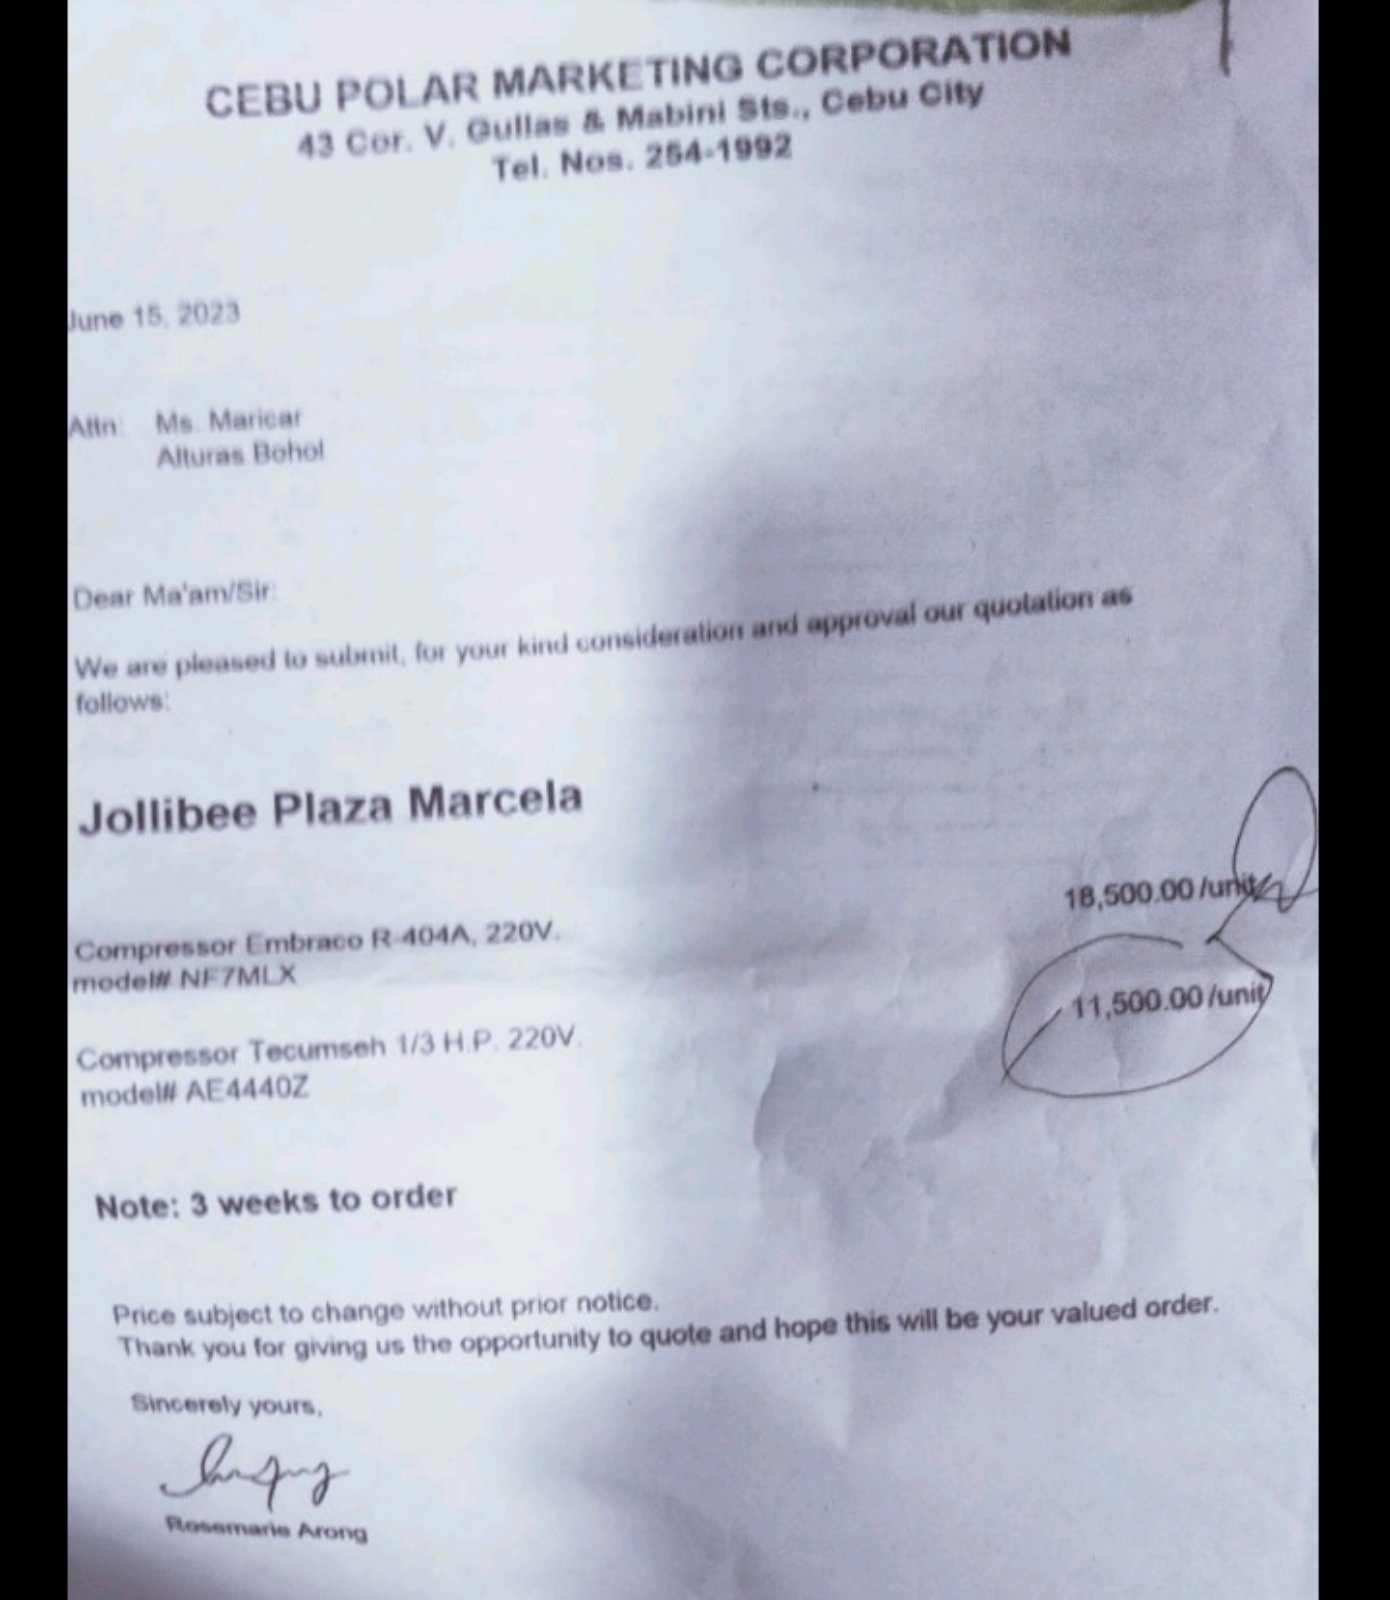 CEBU POLAR MARKETING CORPORATION
43 Cor. V. Gullas & Mabini Sts., Cebu City
Tel. Nos. 254-1992
June 15, 2023
Attn: Ms. Maricar
Alturas Bohol
Dear Ma'am/Sir:
We are pleased to submit, for your kind consideration and approval our quotation as
follows:
Jollibee Plaza Marcela
Compressor Embraco R-404A, 220V. 18,500.00 /unit
model# NF7MLX
Compressor Tecumseh 1/3 H.P. 220V. 11,500.00 /unit
model# AE4440Z
Note: 3 weeks to order
Price subject to change without prior notice.
Thank you for giving us the opportunity to quote and hope this will be your valued order.
Sincerely yours,
Rosemarie Arong